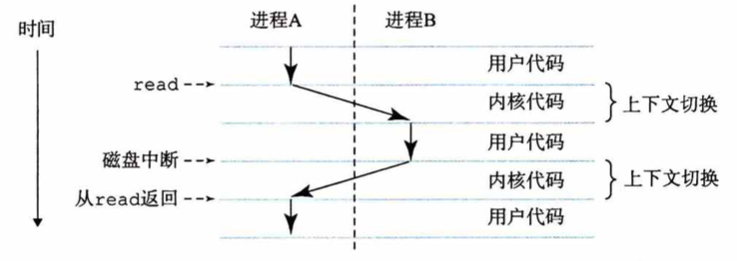 时间
进程A 进程B
用户代码
read
内核代码 上下文切换
用户代码
磁盘中断
内核代码 上下文切换
从read返回
用户代码